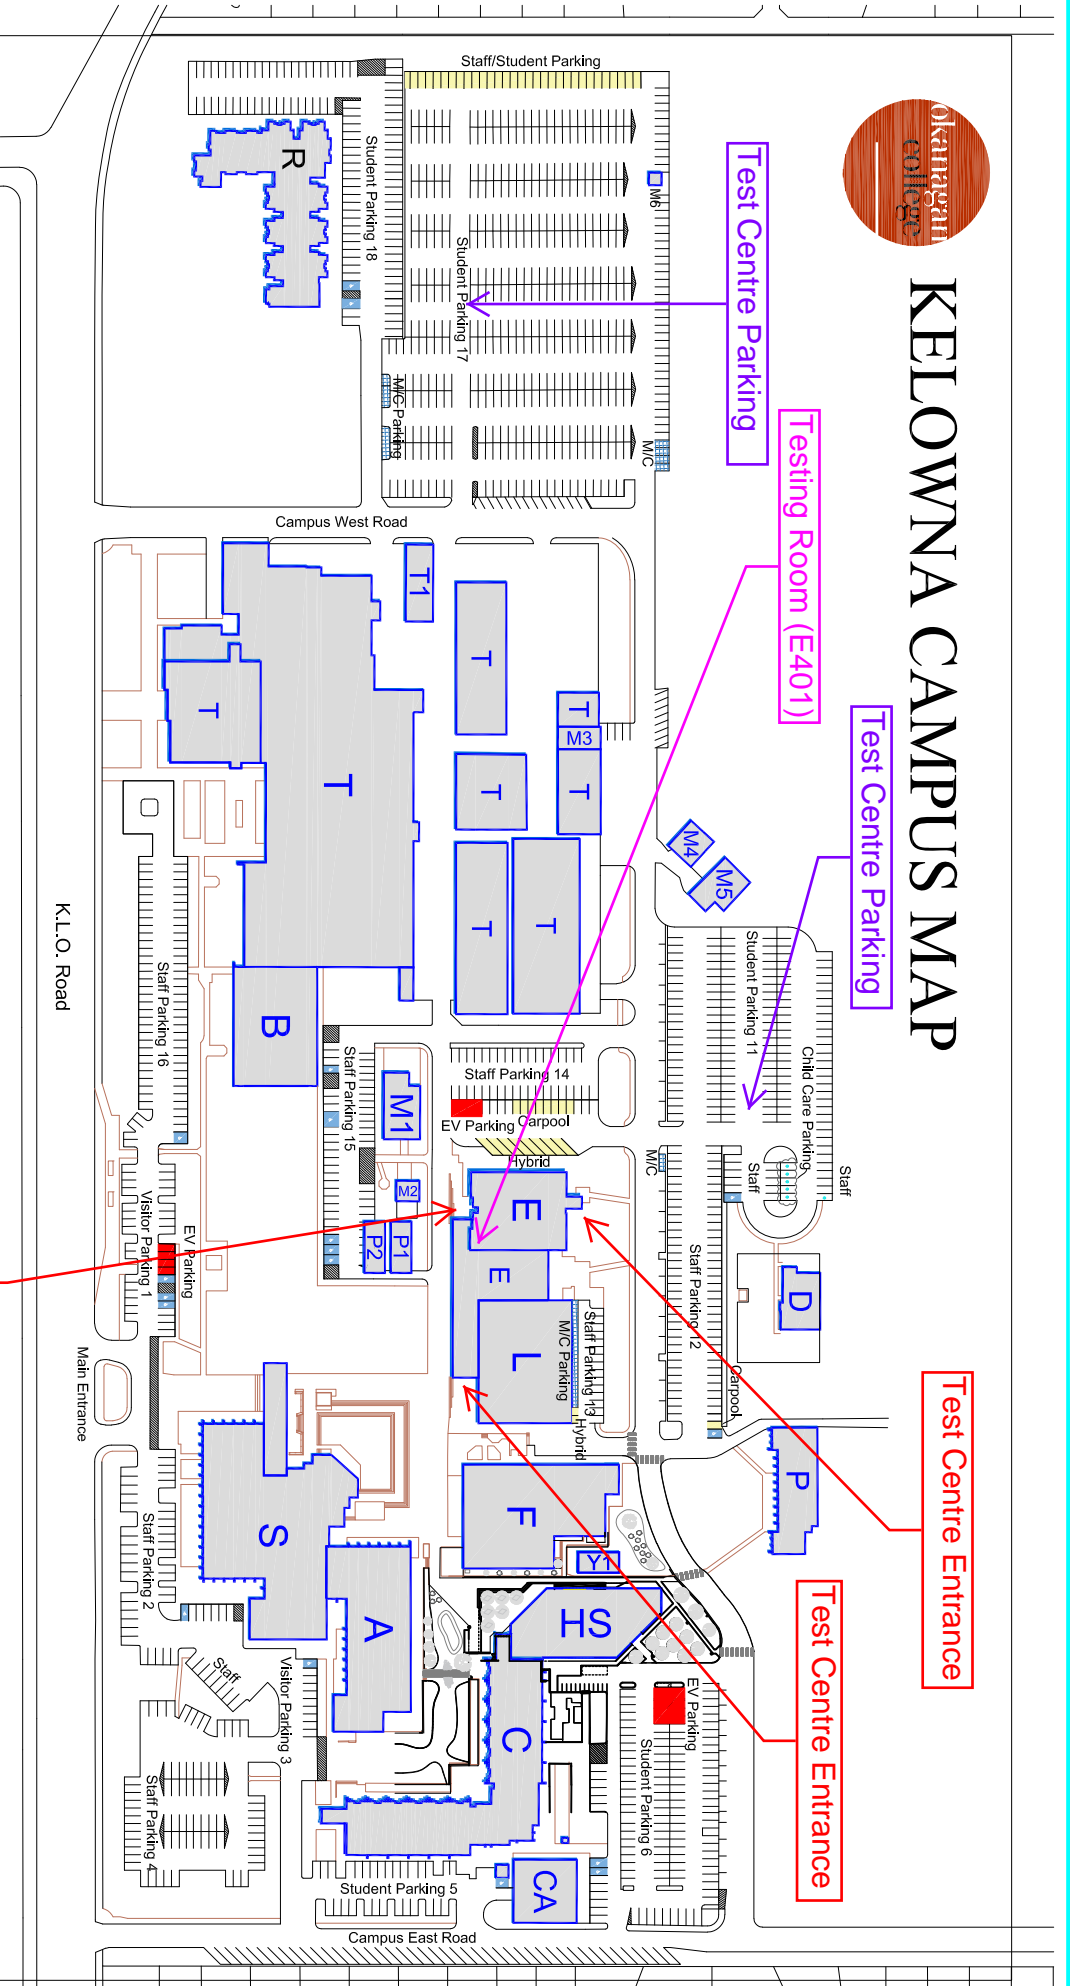 okanagan
college
KELOWNA CAMPUS MAP
Test Centre Parking
Testing Room (E401)
Test Centre Parking
Test Centre Entrance
Test Centre Entrance
Staff/Student Parking
Student Parking 18
Student Parking 17
M6
M/C Parking
M/C
R
Campus West Road
T1
T
T
M3
T
T
T
T
T
T
T
M4
M5
B
K.L.O. Road
Staff Parking 16
Staff Parking 15
Staff Parking 14
EV Parking
Carpool
Hybrid
M1
M2
P1
P2
Student Parking 11
Child Care Parking
Staff
Staff
M/C
Staff Parking 12
Carpool
D
E
E
L
Staff Parking 13
M/C Parking
Hybrid
Visitor Parking 1
EV Parking
Main Entrance
P
F
Y1
HS
S
A
C
CA
Staff Parking 2
Staff
Visitor Parking 3
Staff Parking 4
Student Parking 5
EV Parking
Student Parking 6
Campus East Road